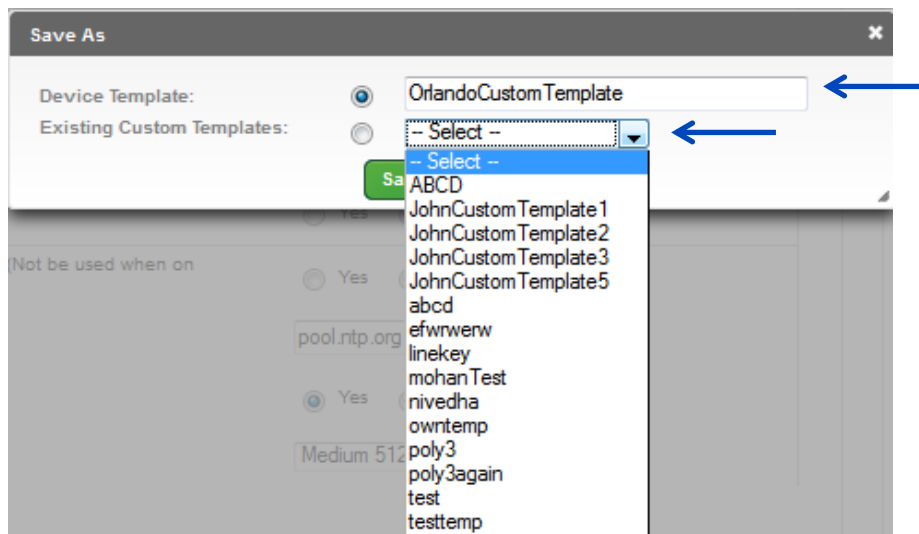 Save As
Device Template:
OrlandoCustomTemplate
Existing Custom Templates:
-- Select --
-- Select --
ABCD
JohnCustomTemplate1
JohnCustomTemplate2
JohnCustomTemplate3
JohnCustomTemplate5
abcd
efwrwerw
linekey
mohanTest
nivedha
owntemp
poly3
poly3again
test
testtemp
Sa
Yes
(Not be used when on
Yes
pool.ntp.org
Yes
Medium 512